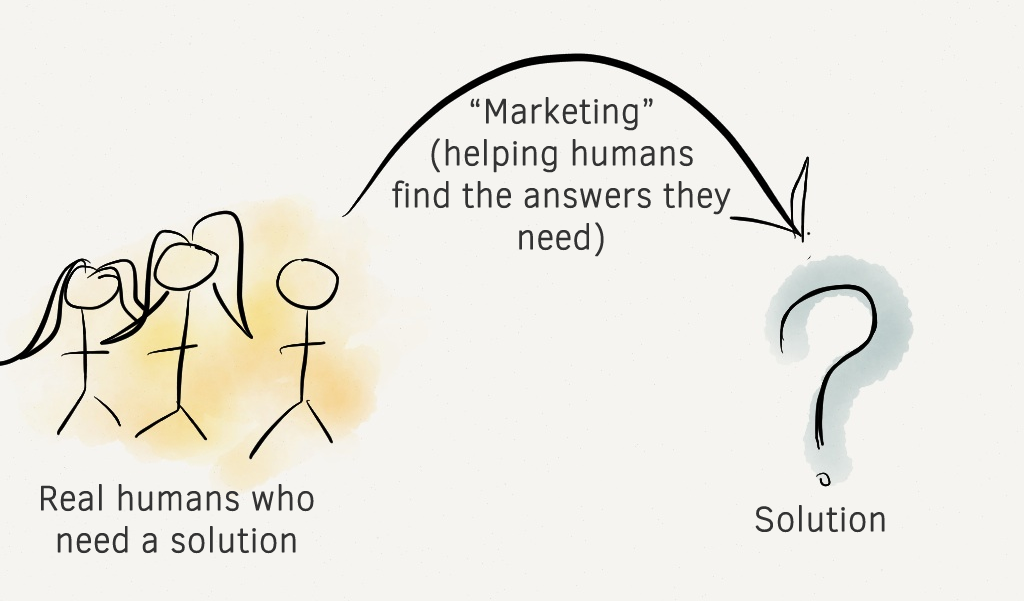 “Marketing”
(helping humans
find the answers they
need)
?
Real humans who
need a solution
Solution